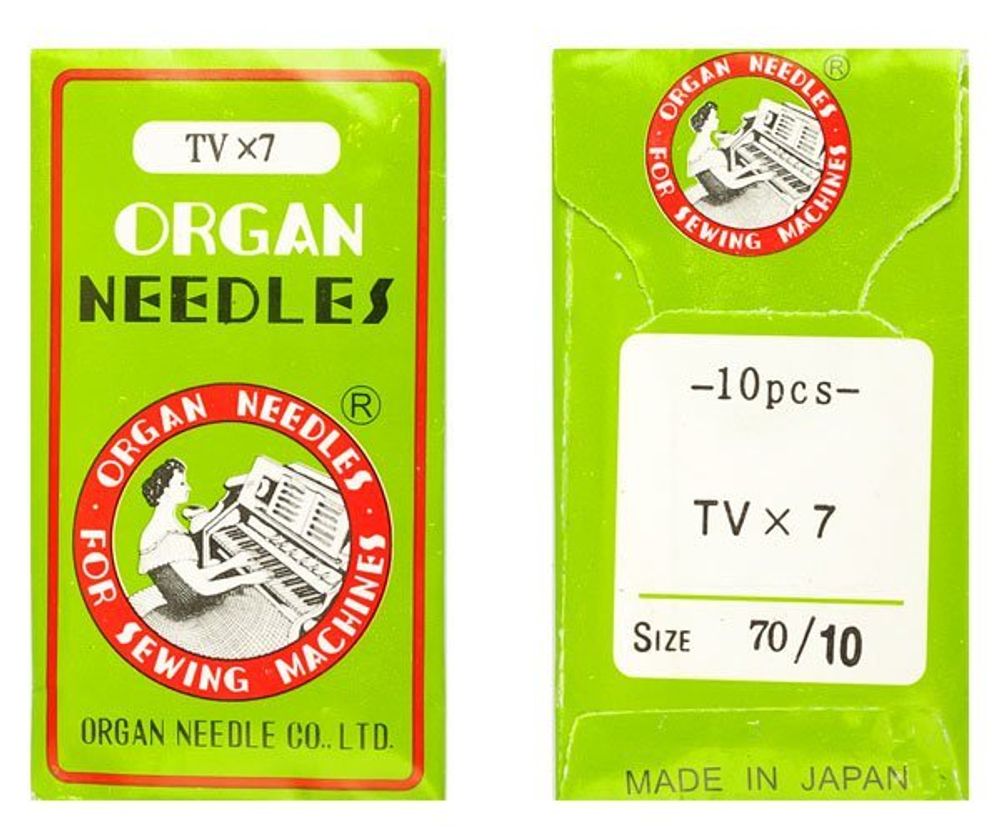 TV ×7
ORGAN
NEEDLES
®
· ORGAN NEEDLES ·
FOR SEWING MACHINES
ORGAN NEEDLE CO.. LTD.
· ORGAN NEEDLES ·
®
FOR SEWING MACHINES
-10pcs-
TV × 7
SIZE 70/10
MADE IN JAPAN